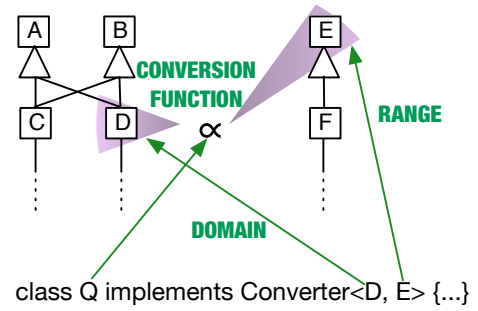 A B E
CONVERSION
FUNCTION
C D ∝ F
RANGE
DOMAIN
class Q implements Converter<D, E> {...}